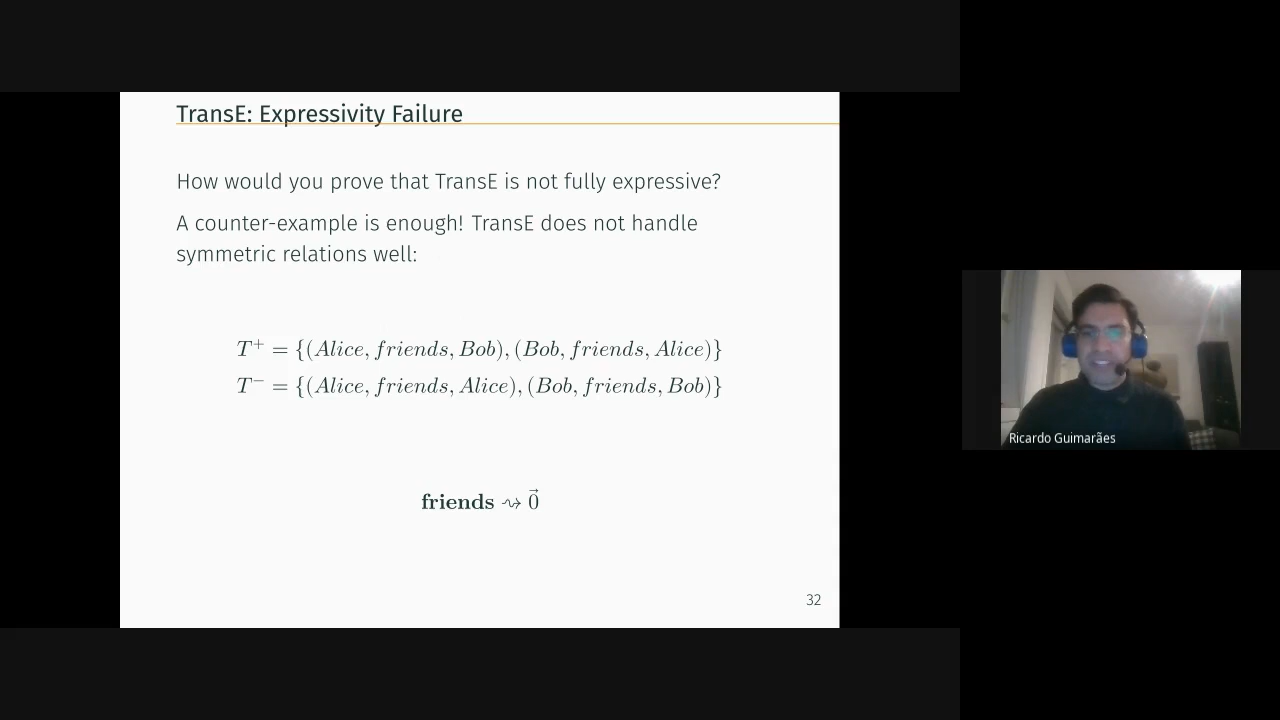 TransE: Expressivity Failure
How would you prove that TransE is not fully expressive?
A counter-example is enough! TransE does not handle
symmetric relations well:
T⁺ = {(Alice, friends, Bob), (Bob, friends, Alice)}
T⁻ = {(Alice, friends, Alice), (Bob, friends, Bob)}
friends ⇝ 0⃗
32
Ricardo Guimarães